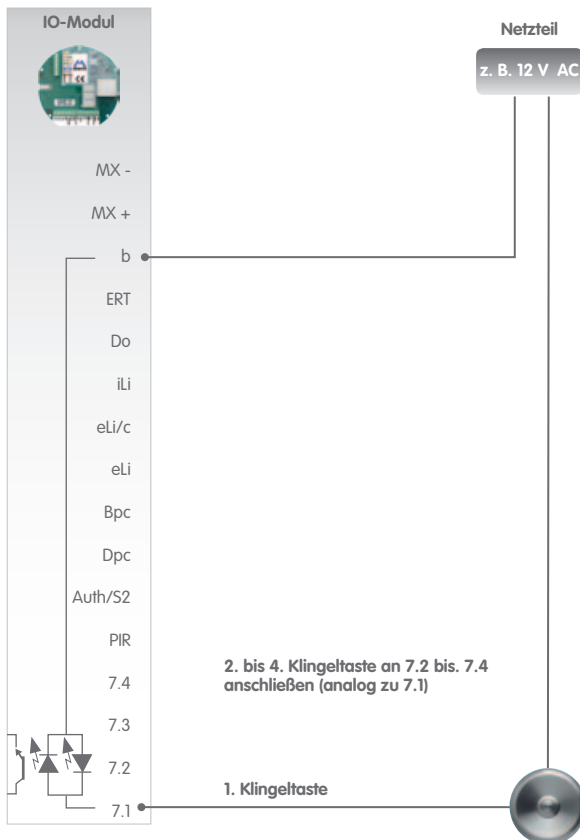 IO-Modul
Netzteil
z. B. 12 V AC
MX -
MX +
b
ERT
Do
iLi
eLi/c
eLi
Bpc
Dpc
Auth/S2
PIR
7.4
7.3
7.2
7.1
2. bis 4. Klingeltaste an 7.2 bis. 7.4
anschließen (analog zu 7.1)
1. Klingeltaste